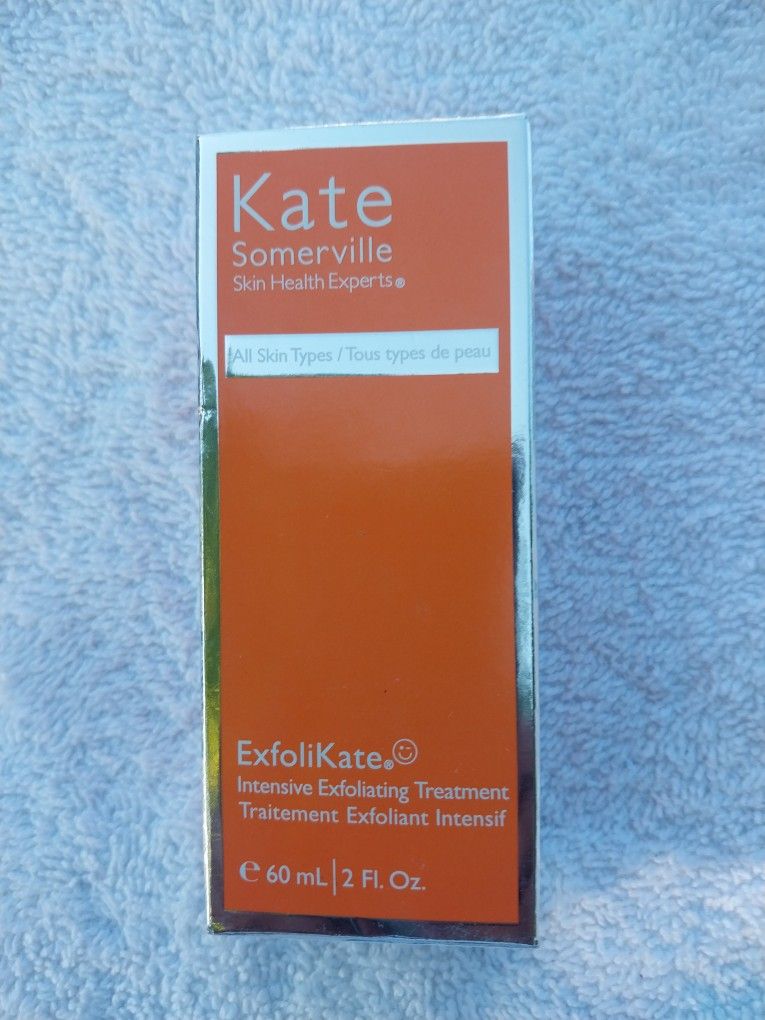 Kate
Somerville
Skin Health Experts®
All Skin Types / Tous types de peau
ExfoliKate®
Intensive Exfoliating Treatment
Traitement Exfoliant Intensif
℮ 60 mL | 2 Fl. Oz.